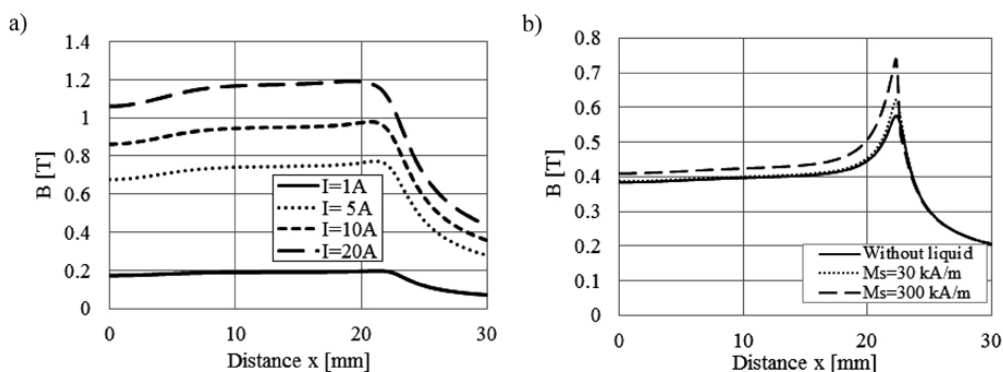 a)
B [T]
1.4
1.2
1
0.8
0.6
0.4
0.2
0
0 10 20 30
Distance x [mm]
I=1A
I= 5A
I=10A
I=20A
b)
B [T]
0.8
0.7
0.6
0.5
0.4
0.3
0.2
0.1
0
0 10 20 30
Distance x [mm]
Without liquid
Ms=30 kA/m
Ms=300 kA/m